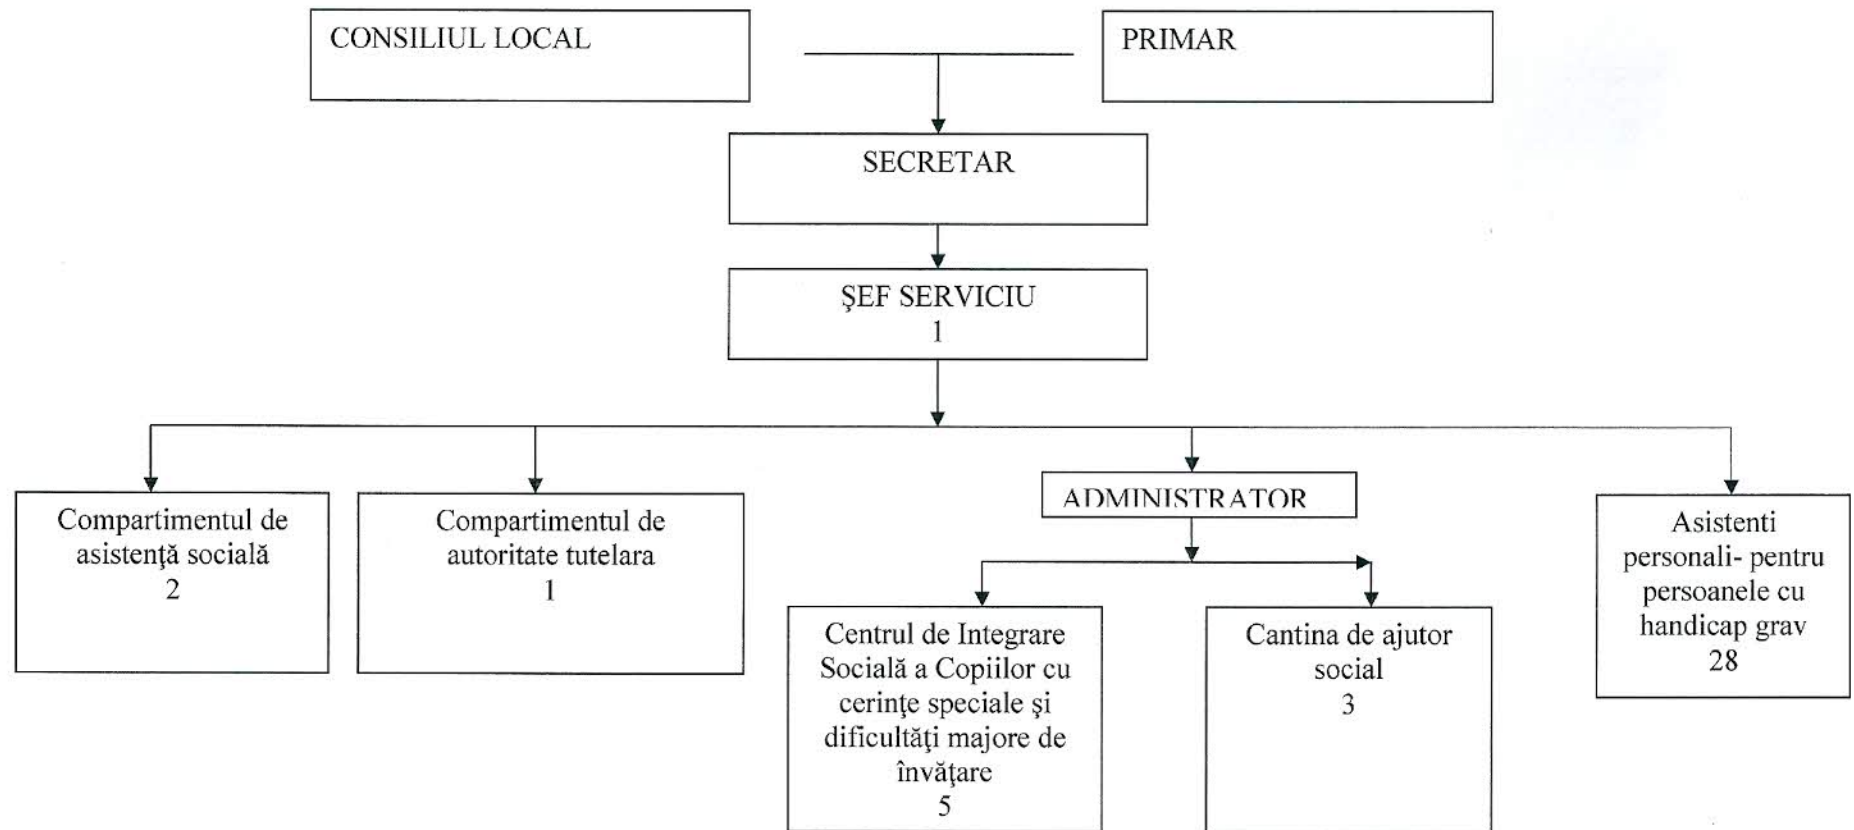 CONSILIUL LOCAL
PRIMAR
SECRETAR
ŞEF SERVICIU
1
ADMINISTRATOR
Compartimentul de
asistenţă socială
2
Compartimentul de
autoritate tutelara
1
Centrul de Integrare
Socială a Copiilor cu
cerinţe speciale şi
dificultăţi majore de
învăţare
5
Cantina de ajutor
social
3
Asistenti
personali- pentru
persoanele cu
handicap grav
28